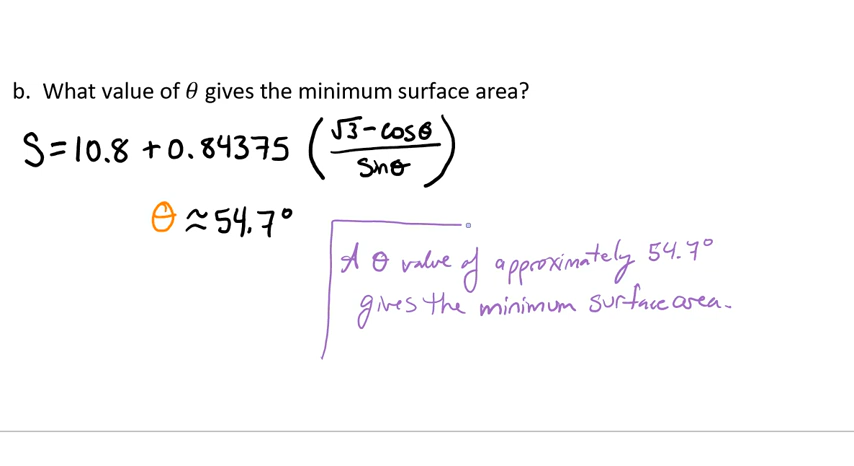 b. What value of θ gives the minimum surface area?
S=10.8 +0.84375 (√3-cosθ/sinθ)
θ ≈ 54.7°
A θ value of approximately 54.7°
gives the minimum surface area.